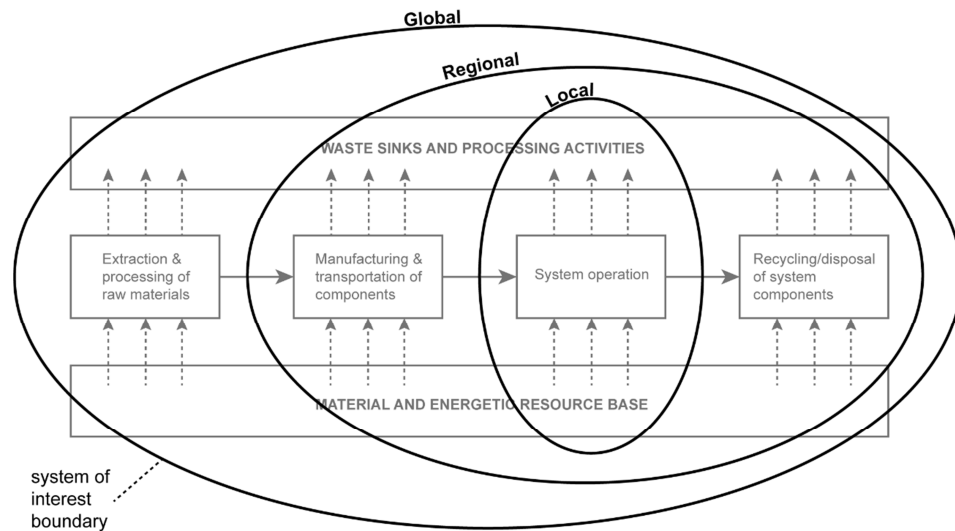 Global
Regional
Local
WASTE SINKS AND PROCESSING ACTIVITIES
Extraction &
processing of
raw materials
Manufacturing &
transportation of
components
System operation
Recycling/disposal
of system
components
MATERIAL AND ENERGETIC RESOURCE BASE
system of
interest
boundary